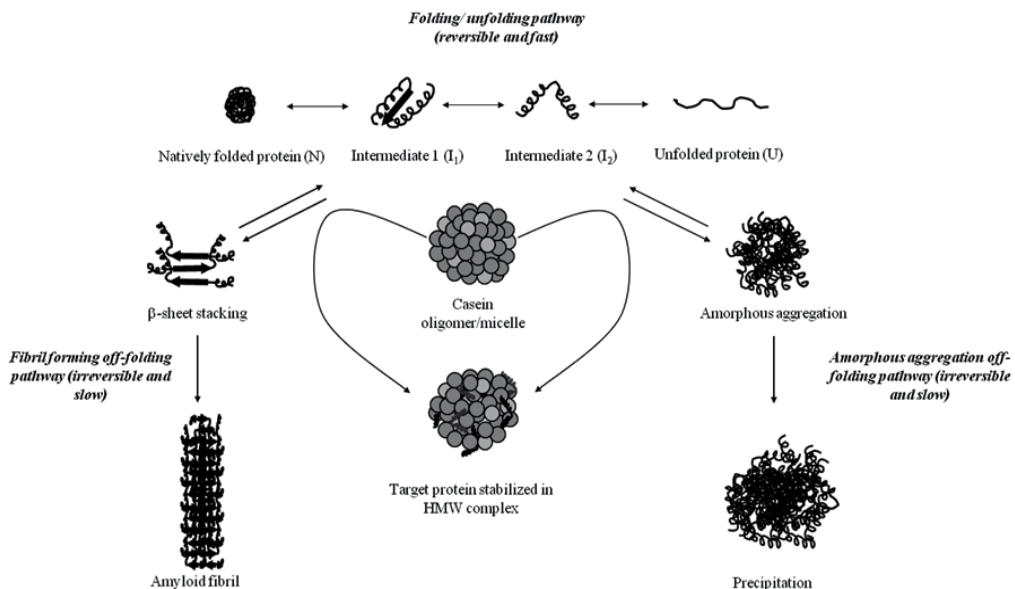 Folding/unfolding pathway
(reversible and fast)
Natively folded protein (N)
Intermediate 1 (I₁)
Intermediate 2 (I₂)
Unfolded protein (U)
β-sheet stacking
Casein
oligomer/micelle
Amorphous aggregation
Fibril forming off-folding
pathway (irreversible and
slow)
Amorphous aggregation off-
folding pathway (irreversible
and slow)
Target protein stabilized in
HMW complex
Amyloid fibril
Precipitation